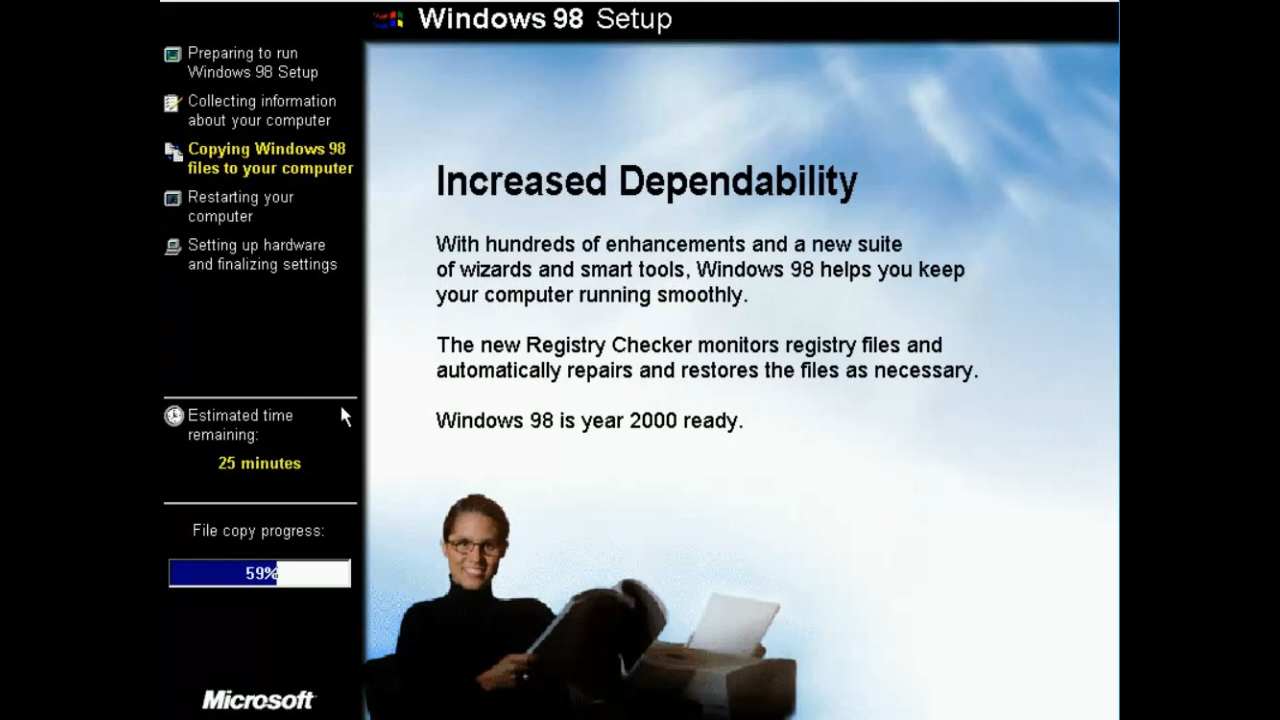 Windows 98 Setup
Preparing to run
Windows 98 Setup
Collecting information
about your computer
Copying Windows 98
files to your computer
Restarting your
computer
Setting up hardware
and finalizing settings
Estimated time
remaining:
25 minutes
File copy progress:
59%
Microsoft
Increased Dependability
With hundreds of enhancements and a new suite
of wizards and smart tools, Windows 98 helps you keep
your computer running smoothly.
The new Registry Checker monitors registry files and
automatically repairs and restores the files as necessary.
Windows 98 is year 2000 ready.